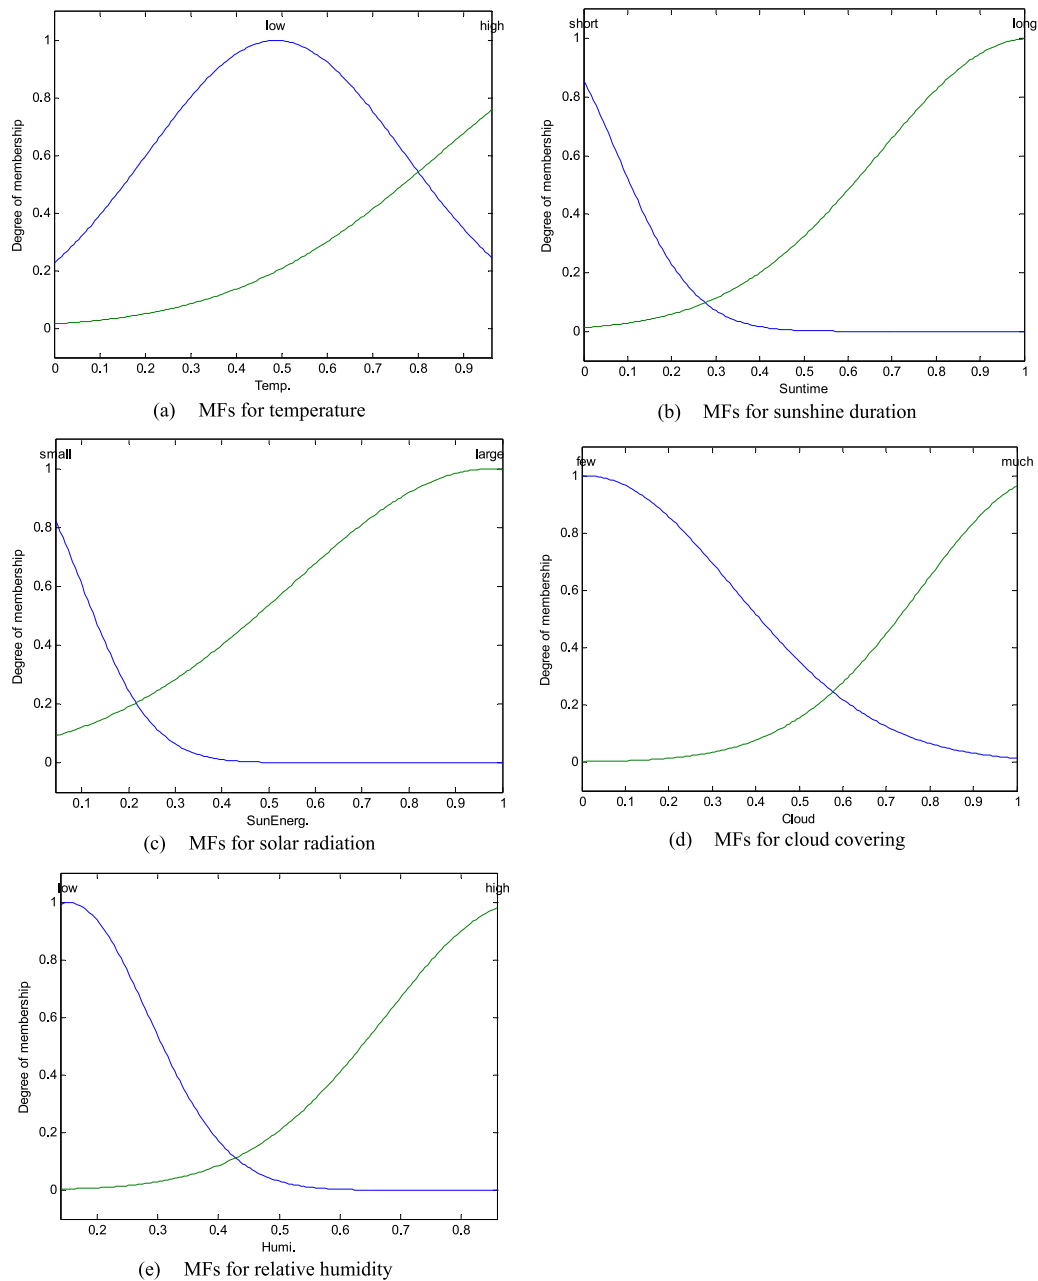 low high
1
0.8
0.6
0.4
0.2
0
Degree of membership
0 0.1 0.2 0.3 0.4 0.5 0.6 0.7 0.8 0.9
Temp.
(a) MFs for temperature
short long
1
0.8
0.6
0.4
0.2
0
Degree of membership
0 0.1 0.2 0.3 0.4 0.5 0.6 0.7 0.8 0.9 1
Suntime
(b) MFs for sunshine duration
small large
1
0.8
0.6
0.4
0.2
0
Degree of membership
0.1 0.2 0.3 0.4 0.5 0.6 0.7 0.8 0.9 1
SunEnerg.
(c) MFs for solar radiation
few much
1
0.8
0.6
0.4
0.2
0
Degree of membership
0 0.1 0.2 0.3 0.4 0.5 0.6 0.7 0.8 0.9 1
Cloud
(d) MFs for cloud covering
low high
1
0.8
0.6
0.4
0.2
0
Degree of membership
0.2 0.3 0.4 0.5 0.6 0.7 0.8
Humi.
(e) MFs for relative humidity